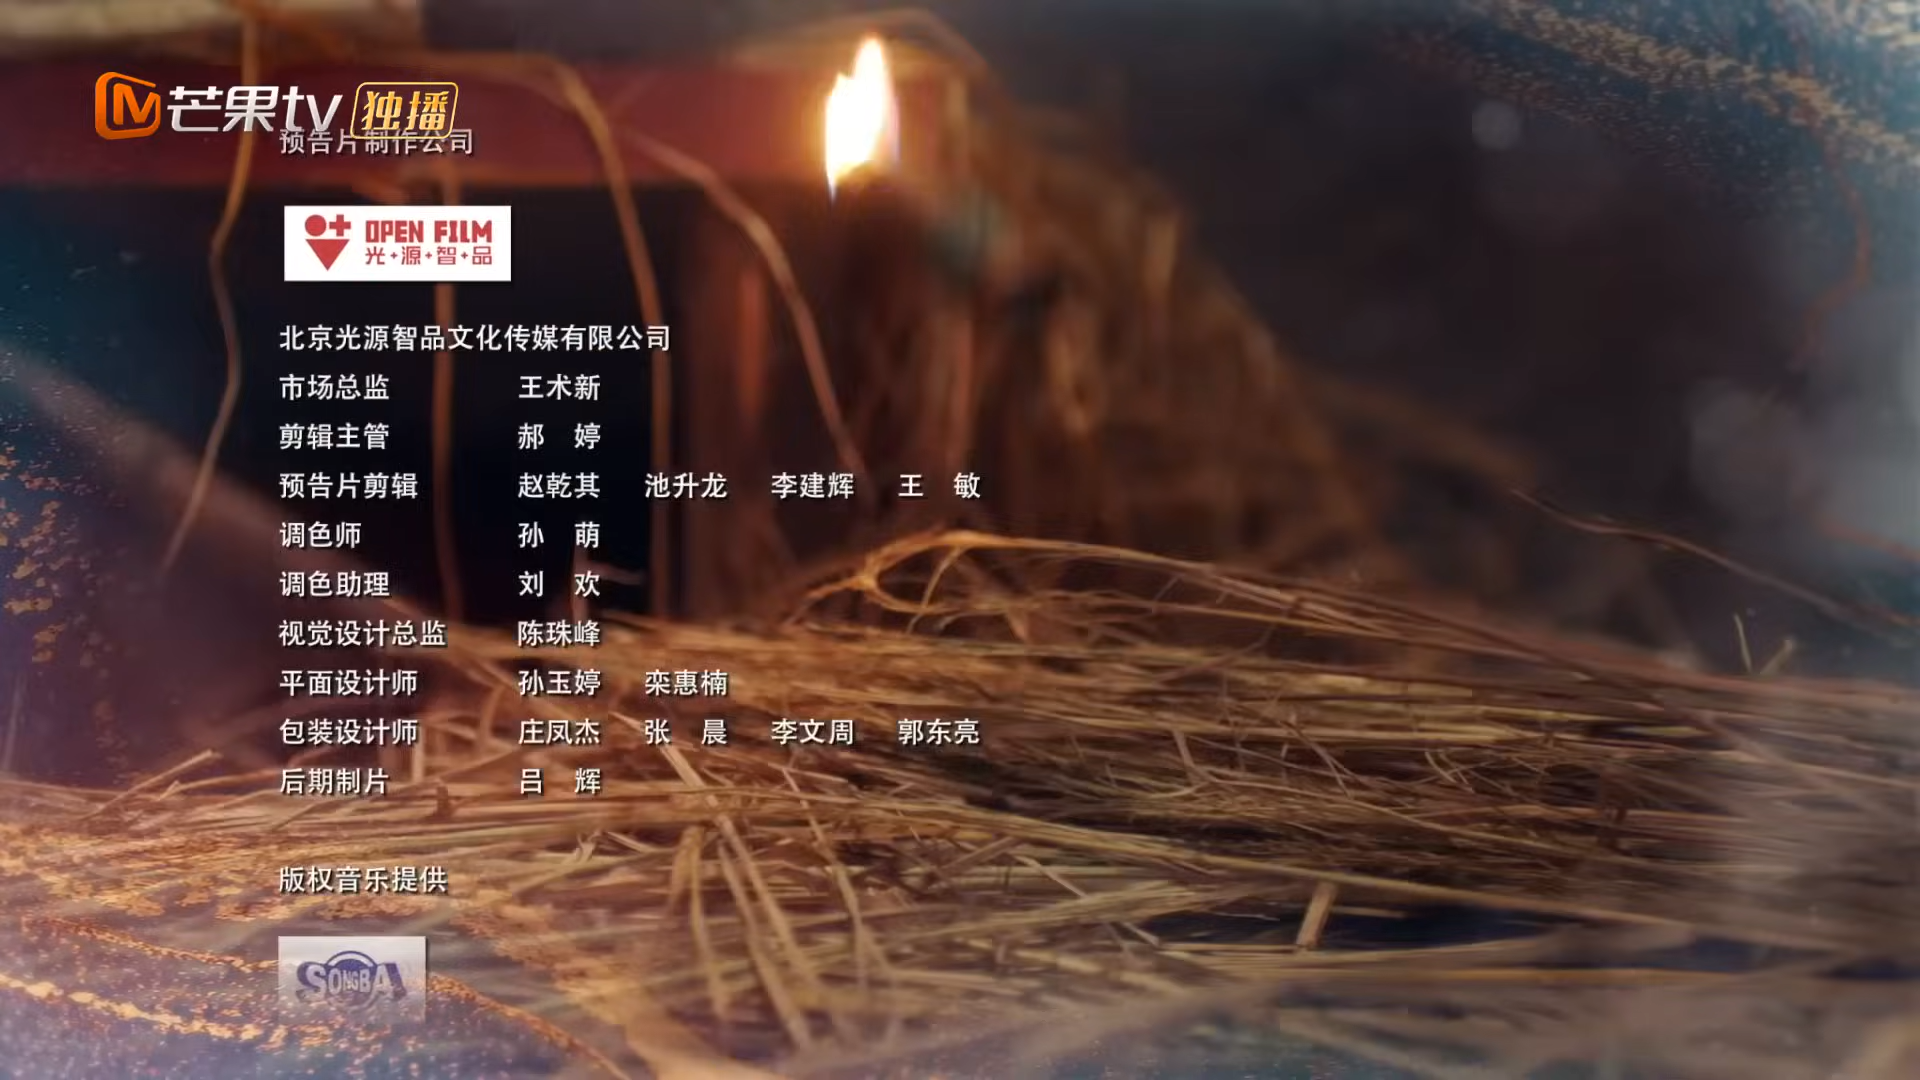 芒果tv 独播
预告片制作公司
OPEN FILM
光+源+智+品
北京光源智品文化传媒有限公司
市场总监 王术新
剪辑主管 郝 婷
预告片剪辑 赵乾其 池升龙 李建辉 王 敏
调色师 孙 萌
调色助理 刘 欢
视觉设计总监 陈珠峰
平面设计师 孙玉婷 栾惠楠
包装设计师 庄凤杰 张 晨 李文周 郭东亮
后期制片 吕 辉
版权音乐提供
SONGBA